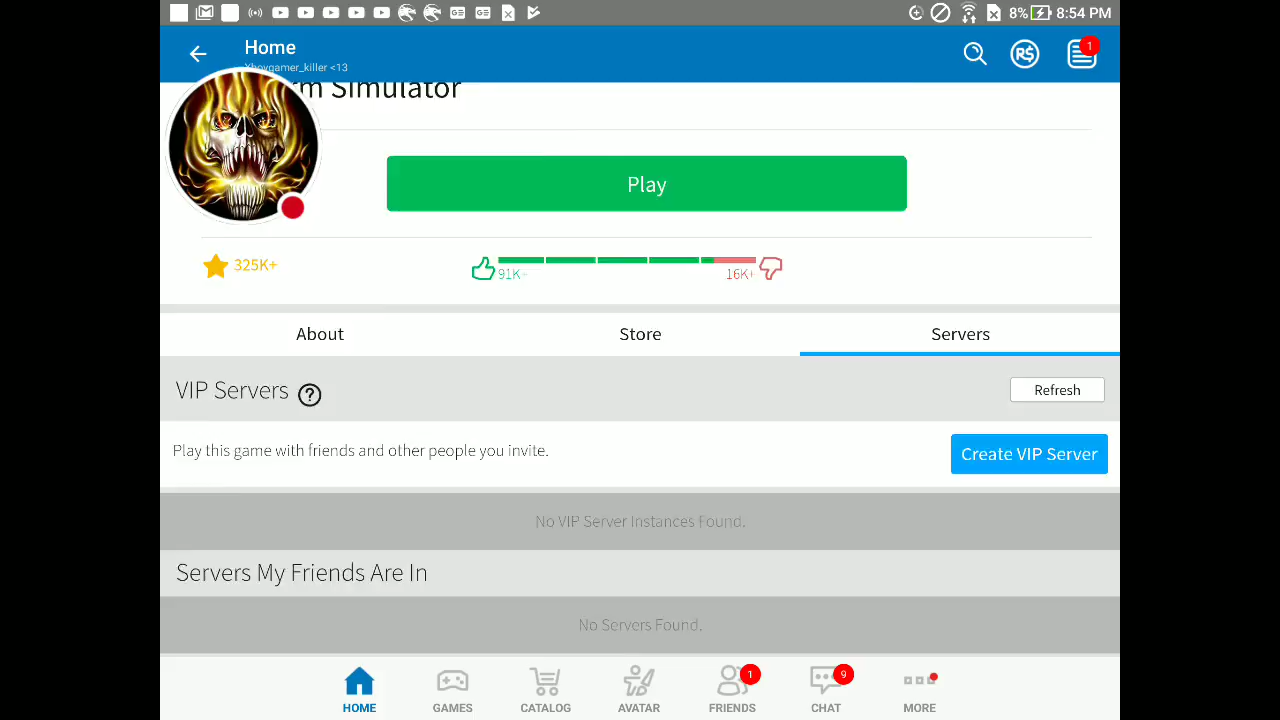 8% 8:54 PM
Home
Xboygamer_killer <13
R$
1
rm Simulator
Play
325K+
91K+
16K+
About Store Servers
VIP Servers ?
Refresh
Play this game with friends and other people you invite.
Create VIP Server
No VIP Server Instances Found.
Servers My Friends Are In
No Servers Found.
1 9
HOME GAMES CATALOG AVATAR FRIENDS CHAT MORE